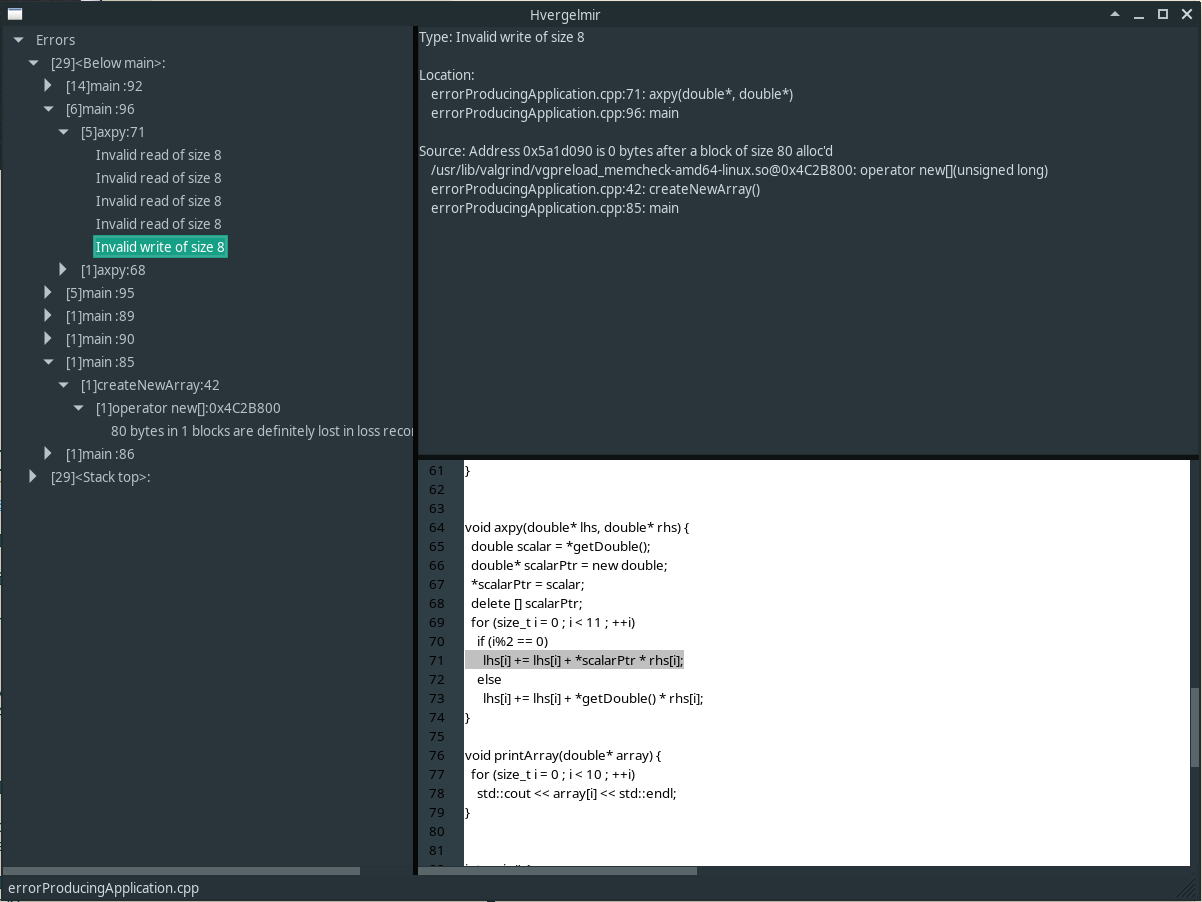 Hvergelmir
Errors
[29]<Below main>:
[14]main :92
[6]main :96
[5]axpy:71
Invalid read of size 8
Invalid read of size 8
Invalid read of size 8
Invalid read of size 8
Invalid write of size 8
[1]axpy:68
[5]main :95
[1]main :89
[1]main :90
[1]main :85
[1]createNewArray:42
[1]operator new[]:0x4C2B800
80 bytes in 1 blocks are definitely lost in loss recor
[1]main :86
[29]<Stack top>:
Type: Invalid write of size 8
Location:
errorProducingApplication.cpp:71: axpy(double*, double*)
errorProducingApplication.cpp:96: main
Source: Address 0x5a1d090 is 0 bytes after a block of size 80 alloc'd
/usr/lib/valgrind/vgpreload_memcheck-amd64-linux.so@0x4C2B800: operator new[](unsigned long)
errorProducingApplication.cpp:42: createNewArray()
errorProducingApplication.cpp:85: main
61 }
62
63
64 void axpy(double* lhs, double* rhs) {
65 double scalar = *getDouble();
66 double* scalarPtr = new double;
67 *scalarPtr = scalar;
68 delete [] scalarPtr;
69 for (size_t i = 0 ; i < 11 ; ++i)
70 if (i%2 == 0)
71 lhs[i] += lhs[i] + *scalarPtr * rhs[i];
72 else
73 lhs[i] += lhs[i] + *getDouble() * rhs[i];
74 }
75
76 void printArray(double* array) {
77 for (size_t i = 0 ; i < 10 ; ++i)
78 std::cout << array[i] << std::endl;
79 }
80
81
errorProducingApplication.cpp